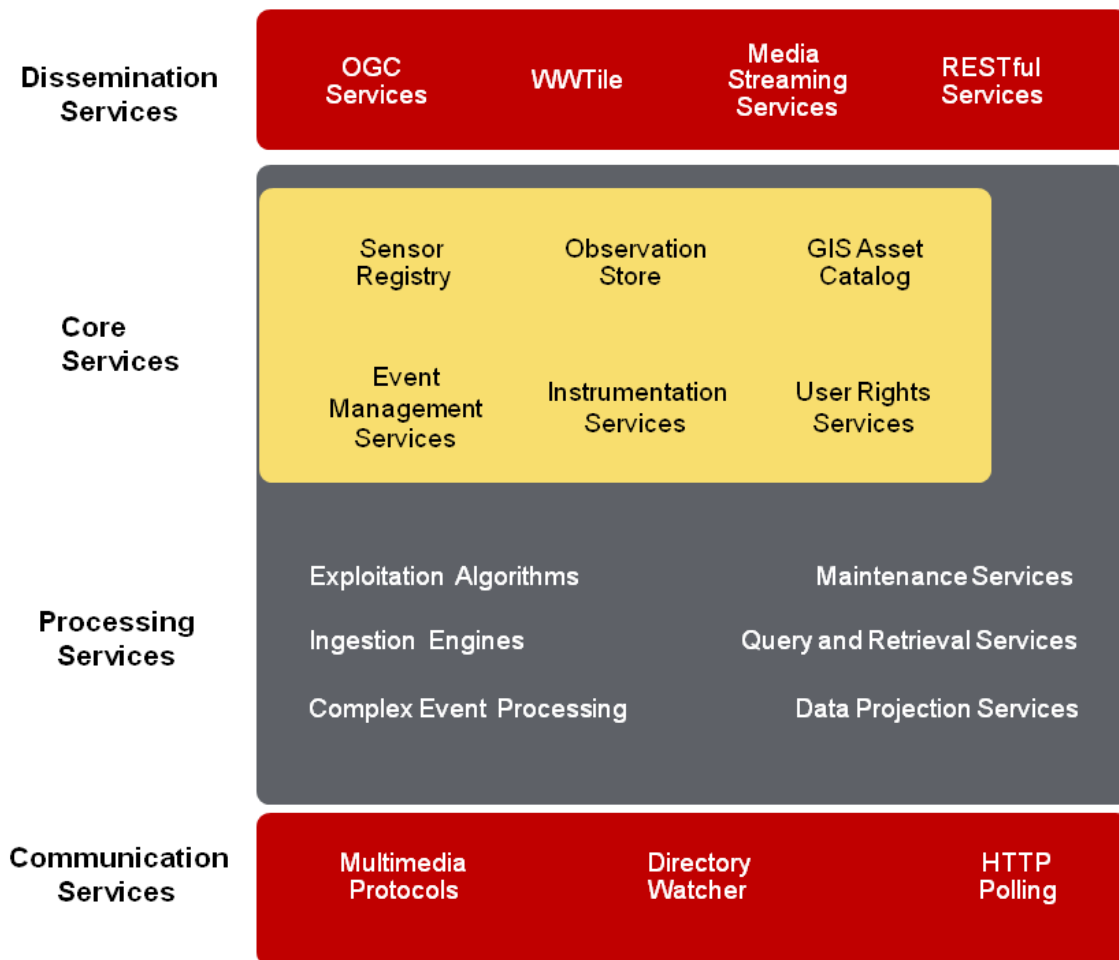 Dissemination
Services
OGC
Services
WWTile
Media
Streaming
Services
RESTful
Services
Core
Services
Sensor
Registry
Observation
Store
GIS Asset
Catalog
Event
Management
Services
Instrumentation
Services
User Rights
Services
Processing
Services
Exploitation Algorithms
Maintenance Services
Ingestion Engines
Query and Retrieval Services
Complex Event Processing
Data Projection Services
Communication
Services
Multimedia
Protocols
Directory
Watcher
HTTP
Polling